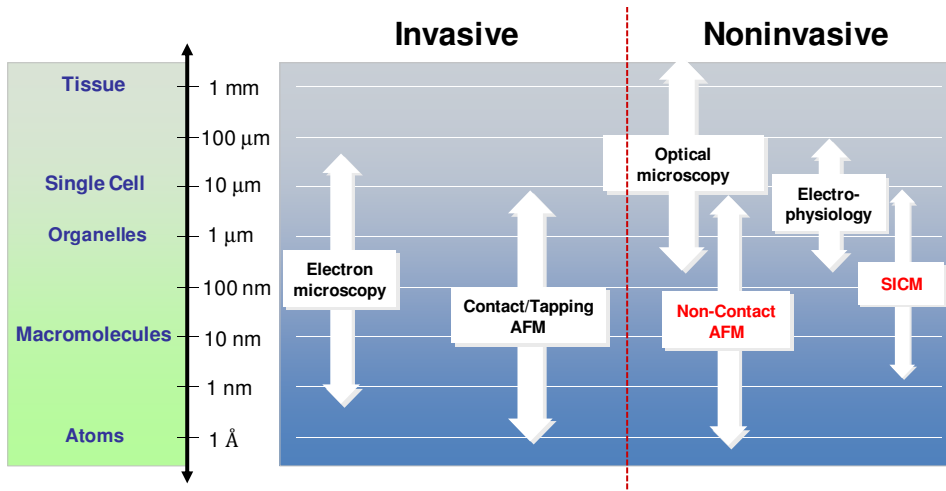 Invasive
Noninvasive
Tissue
1 mm
100 μm
Single Cell
10 μm
Organelles
1 μm
100 nm
Macromolecules
10 nm
1 nm
Atoms
1 Å
Electron
microscopy
Contact/Tapping
AFM
Optical
microscopy
Non-Contact
AFM
Electro-
physiology
SICM